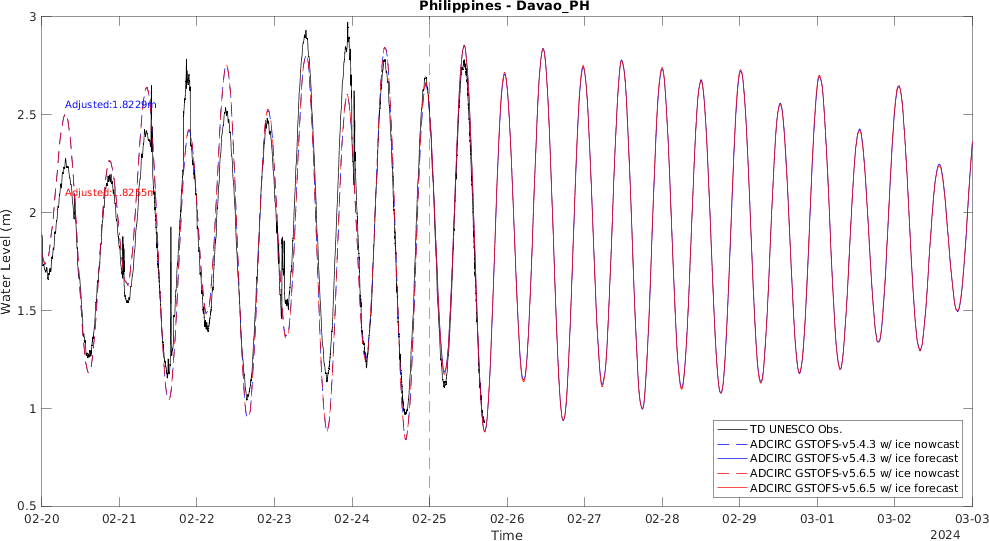 Philippines - Davao_PH
3
2.5
2
1.5
1
0.5
Water Level (m)
Adjusted:1.8229m
Adjusted:1.8255m
TD UNESCO Obs.
ADCIRC GSTOFS-v5.4.3 w/ ice nowcast
ADCIRC GSTOFS-v5.4.3 w/ ice forecast
ADCIRC GSTOFS-v5.6.5 w/ ice nowcast
ADCIRC GSTOFS-v5.6.5 w/ ice forecast
02-20 02-21 02-22 02-23 02-24 02-25 02-26 02-27 02-28 02-29 03-01 03-02 03-03
Time
2024